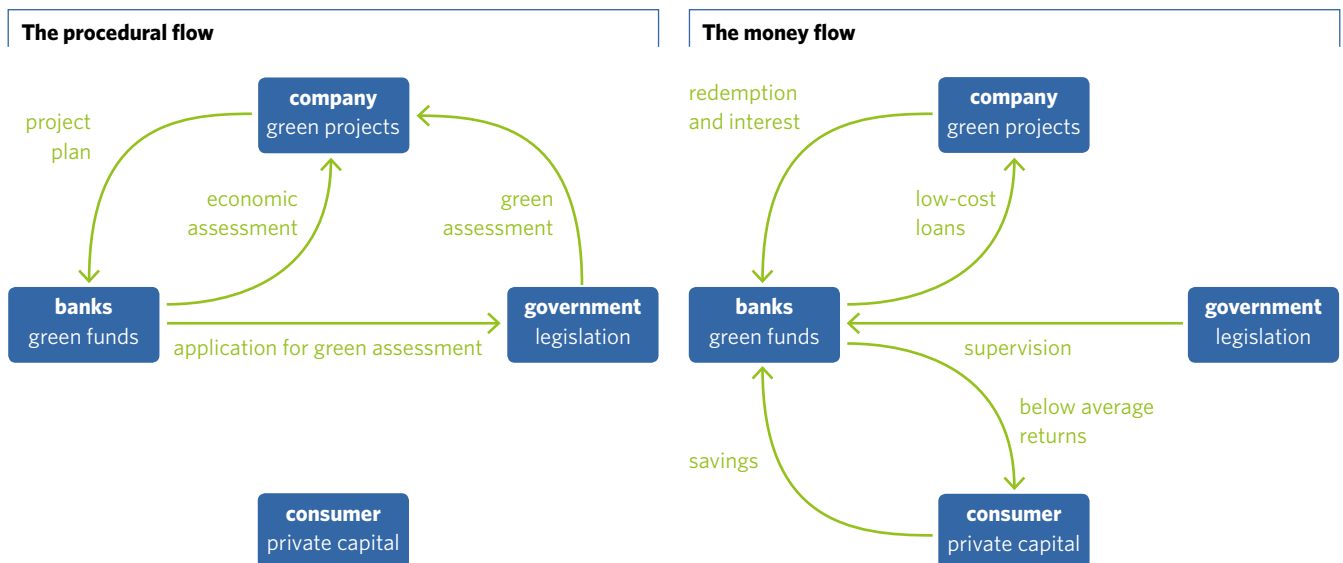 The procedural flow
company
green projects
project
plan
economic
assessment
green
assessment
banks
green funds
government
legislation
application for green assessment
consumer
private capital
The money flow
redemption
and interest
company
green projects
low-cost
loans
banks
green funds
government
legislation
supervision
below average
returns
savings
consumer
private capital